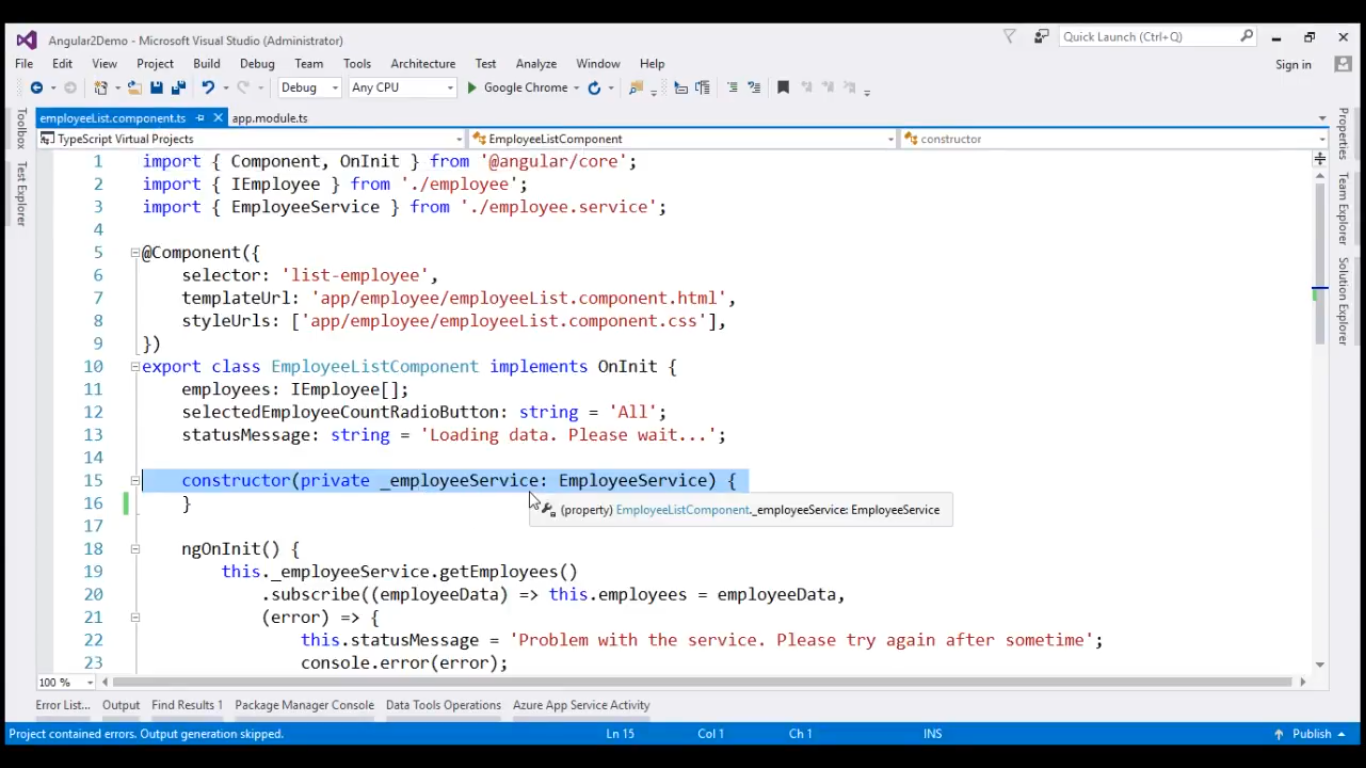 Angular2Demo - Microsoft Visual Studio (Administrator)
Quick Launch (Ctrl+Q)
File Edit View Project Build Debug Team Tools Architecture Test Analyze Window Help
Sign in
Debug Any CPU Google Chrome
Toolbox
Test Explorer
employeeList.component.ts app.module.ts
TypeScript Virtual Projects EmployeeListComponent constructor
1 import { Component, OnInit } from '@angular/core';
2 import { IEmployee } from './employee';
3 import { EmployeeService } from './employee.service';
4
5 @Component({
6 selector: 'list-employee',
7 templateUrl: 'app/employee/employeeList.component.html',
8 styleUrls: ['app/employee/employeeList.component.css'],
9 })
10 export class EmployeeListComponent implements OnInit {
11 employees: IEmployee[];
12 selectedEmployeeCountRadioButton: string = 'All';
13 statusMessage: string = 'Loading data. Please wait...';
14
15 constructor(private _employeeService: EmployeeService) {
16 }
(property) EmployeeListComponent._employeeService: EmployeeService
17
18 ngOnInit() {
19 this._employeeService.getEmployees()
20 .subscribe((employeeData) => this.employees = employeeData,
21 (error) => {
22 this.statusMessage = 'Problem with the service. Please try again after sometime';
23 console.error(error);
Properties
Team Explorer
Solution Explorer
100 %
Error List... Output Find Results 1 Package Manager Console Data Tools Operations Azure App Service Activity
Project contained errors. Output generation skipped. Ln 15 Col 1 Ch 1 INS Publish